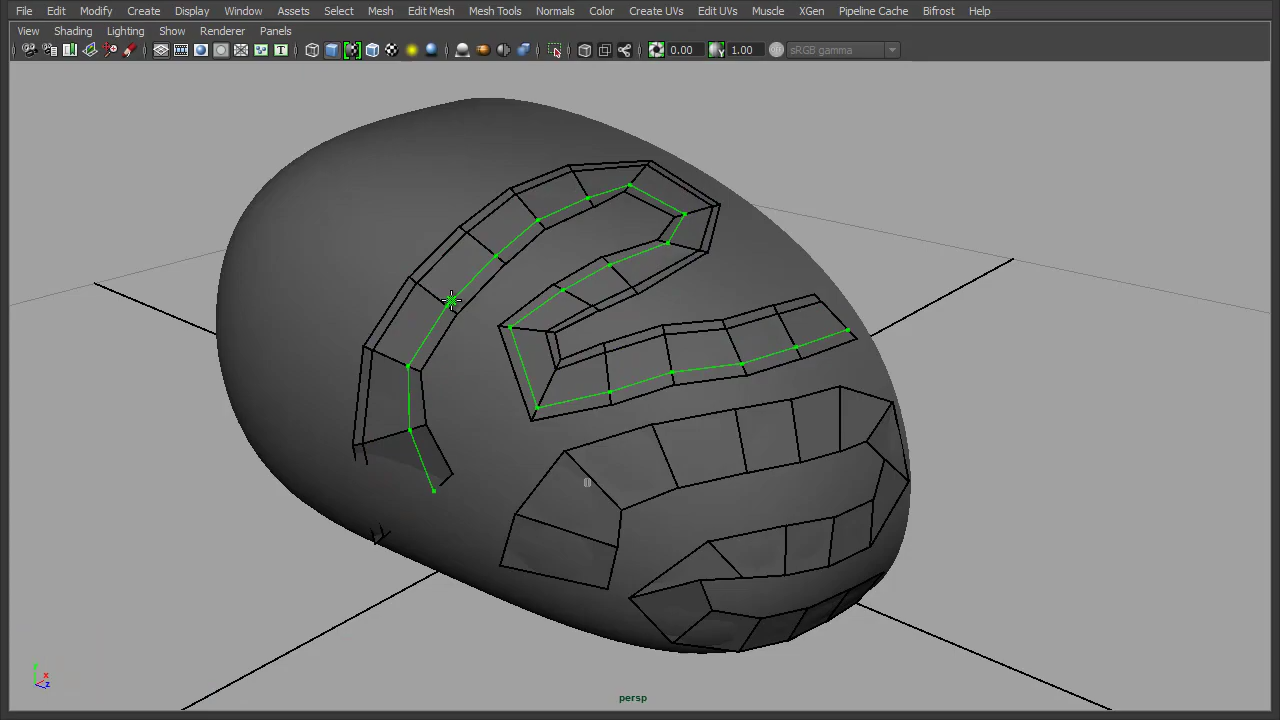 File Edit Modify Create Display Window Assets Select Mesh Edit Mesh Mesh Tools Normals Color Create UVs Edit UVs Muscle XGen Pipeline Cache Bifrost Help
View Shading Lighting Show Renderer Panels
T 0.00 1.00 sRGB gamma
y
x
z
persp